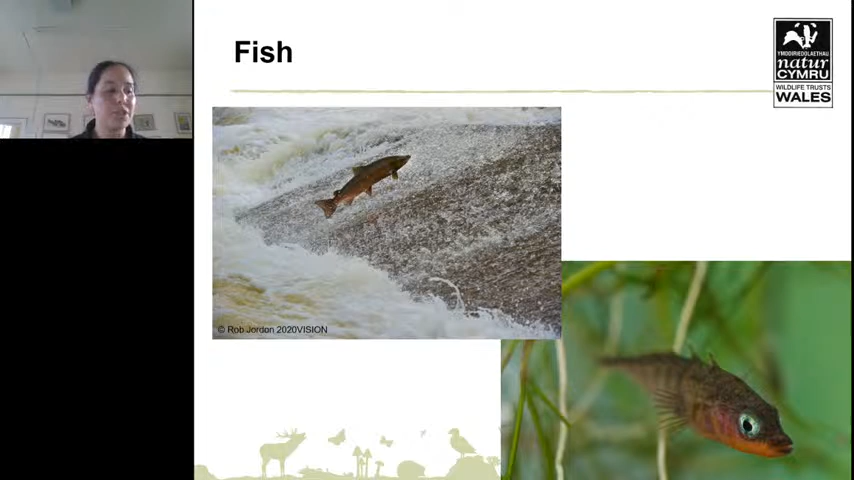 Fish
YMDDIRIEDOLAETHAU
natur
CYMRU
WILDLIFE TRUSTS
WALES
© Rob Jordan 2020VISION